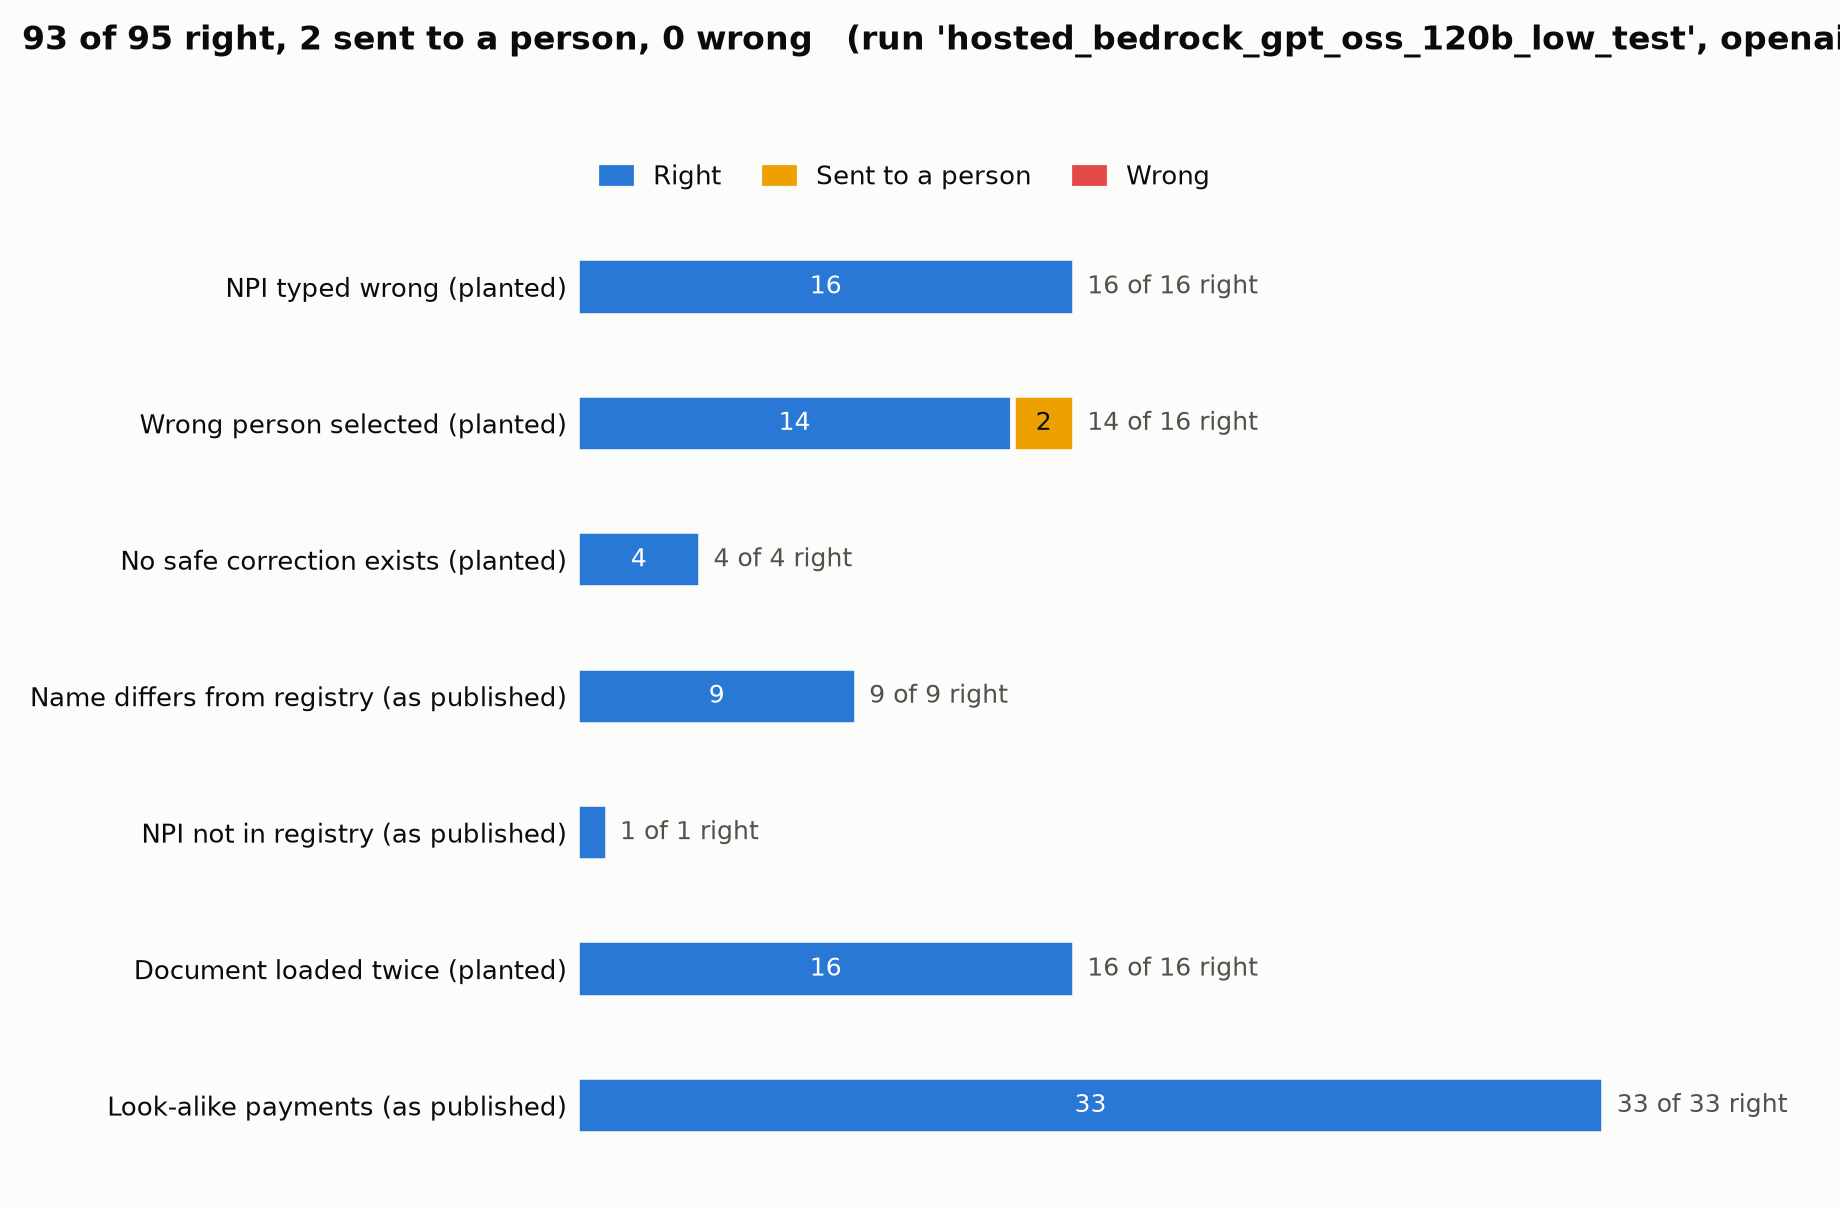 93 of 95 right, 2 sent to a person, 0 wrong (run 'hosted_bedrock_gpt_oss_120b_low_test', openai
Right Sent to a person Wrong
NPI typed wrong (planted) 16 16 of 16 right
Wrong person selected (planted) 14 2 14 of 16 right
No safe correction exists (planted) 4 4 of 4 right
Name differs from registry (as published) 9 9 of 9 right
NPI not in registry (as published) 1 of 1 right
Document loaded twice (planted) 16 16 of 16 right
Look-alike payments (as published) 33 33 of 33 right